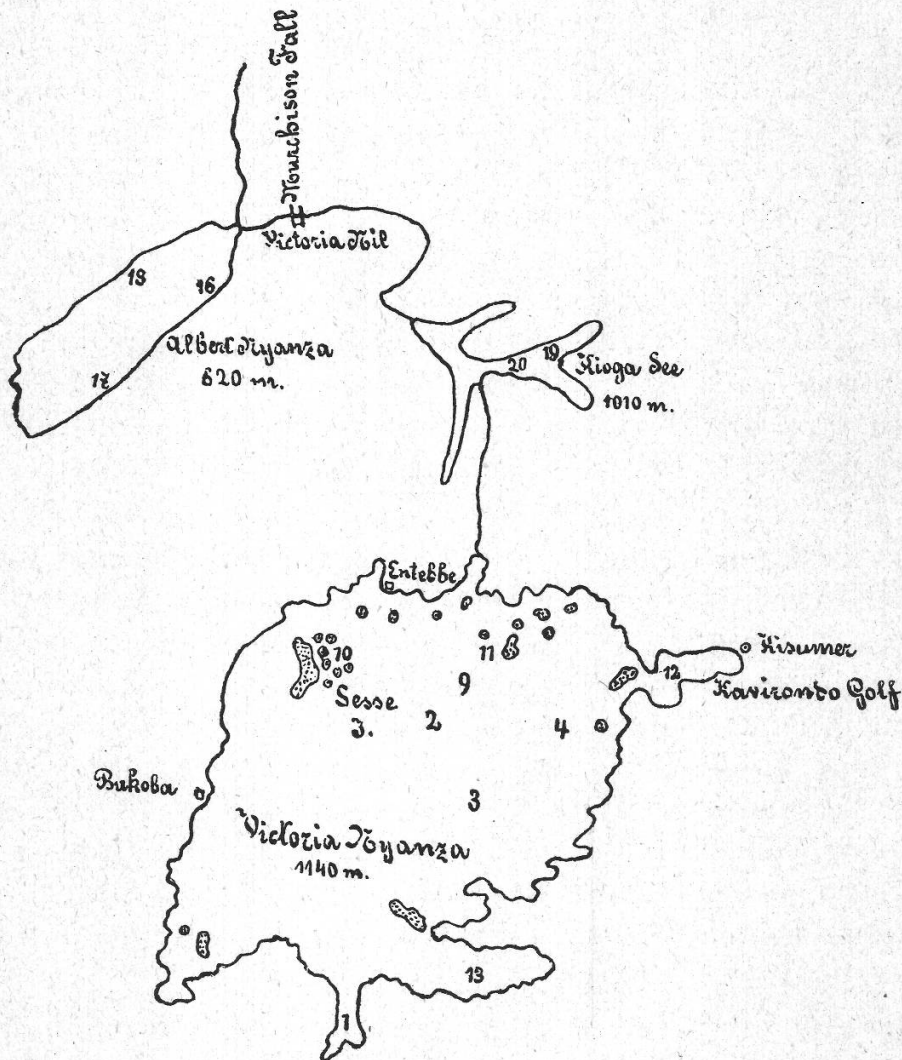 Murchison Fall
Victoria Nil
18
16
Albert Nyanza
620 m.
17
19
20
Kioga See
1010 m.
Entebbe
10
11
Kisumer
12
Kavirondo Golf
9
Sesse
3.
2
4
Bukoba
3
Victoria Nyanza
1140 m.
13
1